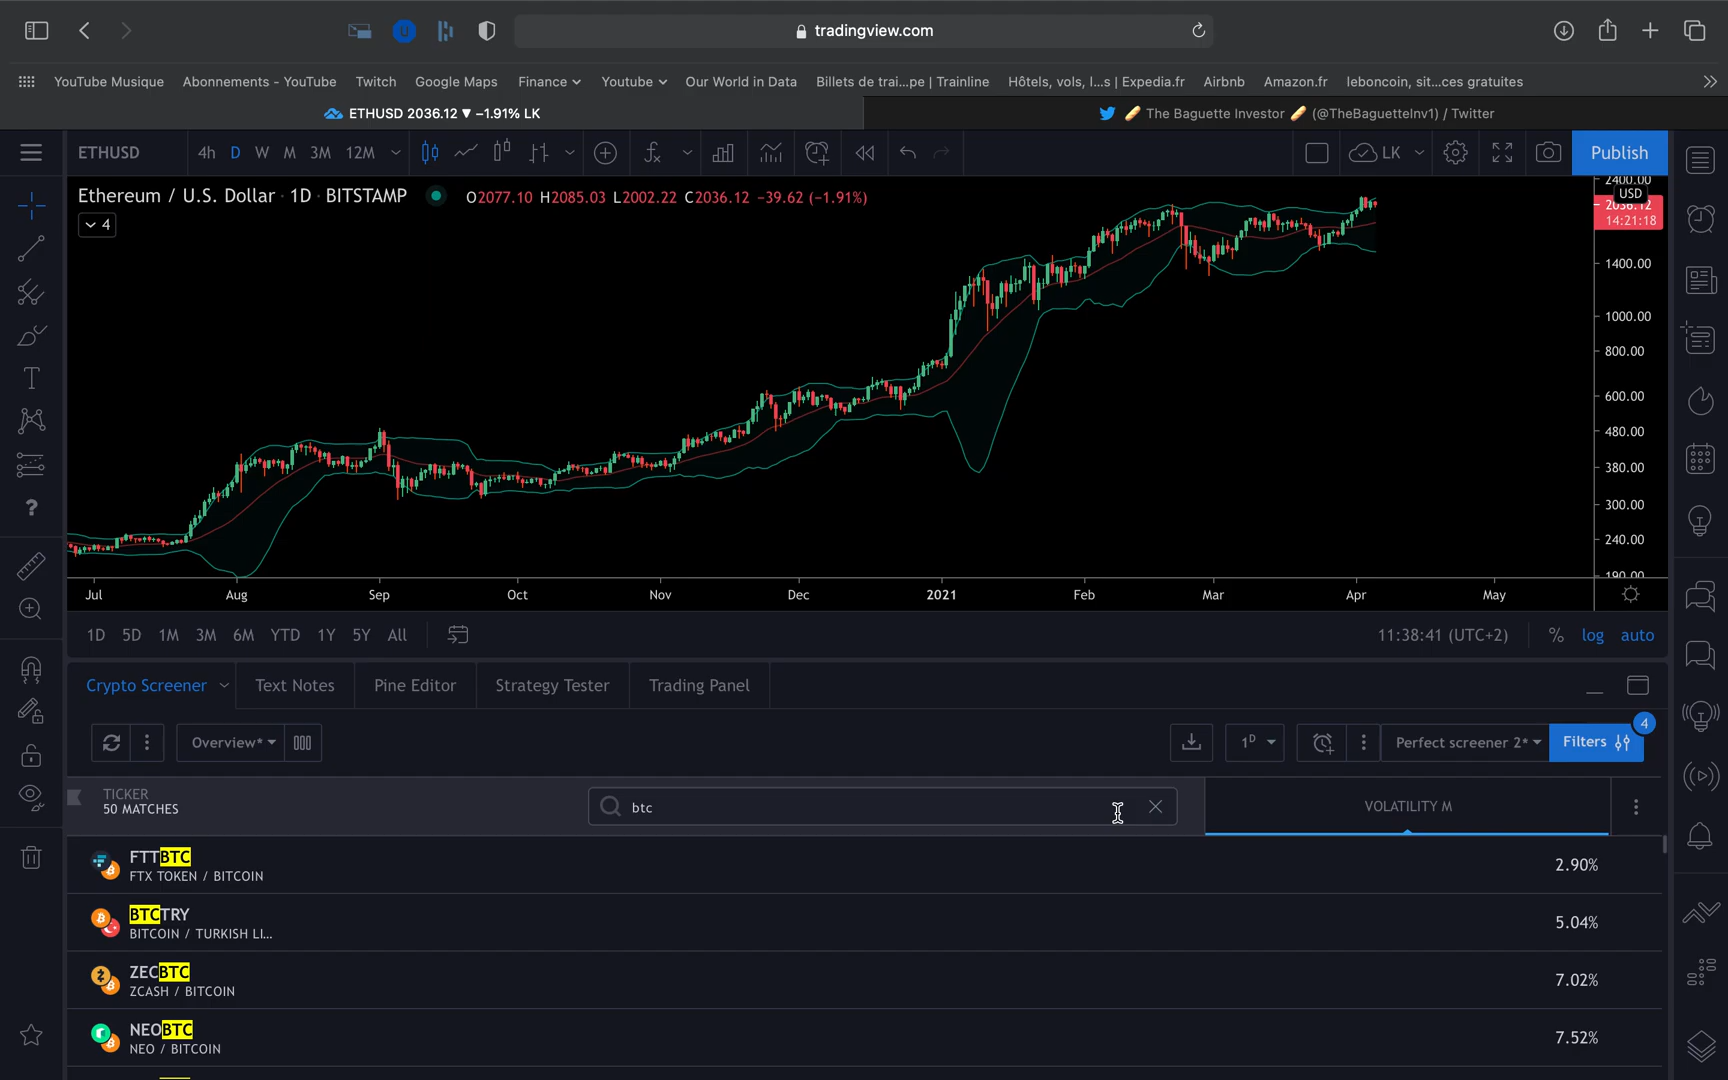 tradingview.com
YouTube Musique Abonnements - YouTube Twitch Google Maps Finance Youtube Our World in Data Billets de trai...pe | Trainline Hôtels, vols, l...s | Expedia.fr Airbnb Amazon.fr leboncoin, sit...ces gratuites
ETHUSD 2036.12 ▼ −1.91% LK
🥖 The Baguette Investor 🥖 (@TheBaguetteInv1) / Twitter
ETHUSD 4h D W M 3M 12M LK Publish
Ethereum / U.S. Dollar · 1D · BITSTAMP O2077.10 H2085.03 L2002.22 C2036.12 −39.62 (−1.91%)
4
2400.00
USD
2036.12
14:21:18
1400.00
1000.00
800.00
600.00
480.00
380.00
300.00
240.00
190.00
Jul Aug Sep Oct Nov Dec 2021 Feb Mar Apr May
1D 5D 1M 3M 6M YTD 1Y 5Y All 11:38:41 (UTC+2) % log auto
Crypto Screener Text Notes Pine Editor Strategy Tester Trading Panel
4
Overview* 1D Perfect screener 2* Filters
TICKER
50 MATCHES
btc
VOLATILITY M
FTTBTC
FTX TOKEN / BITCOIN
2.90%
BTCTRY
BITCOIN / TURKISH LI...
5.04%
ZECBTC
ZCASH / BITCOIN
7.02%
NEOBTC
NEO / BITCOIN
7.52%